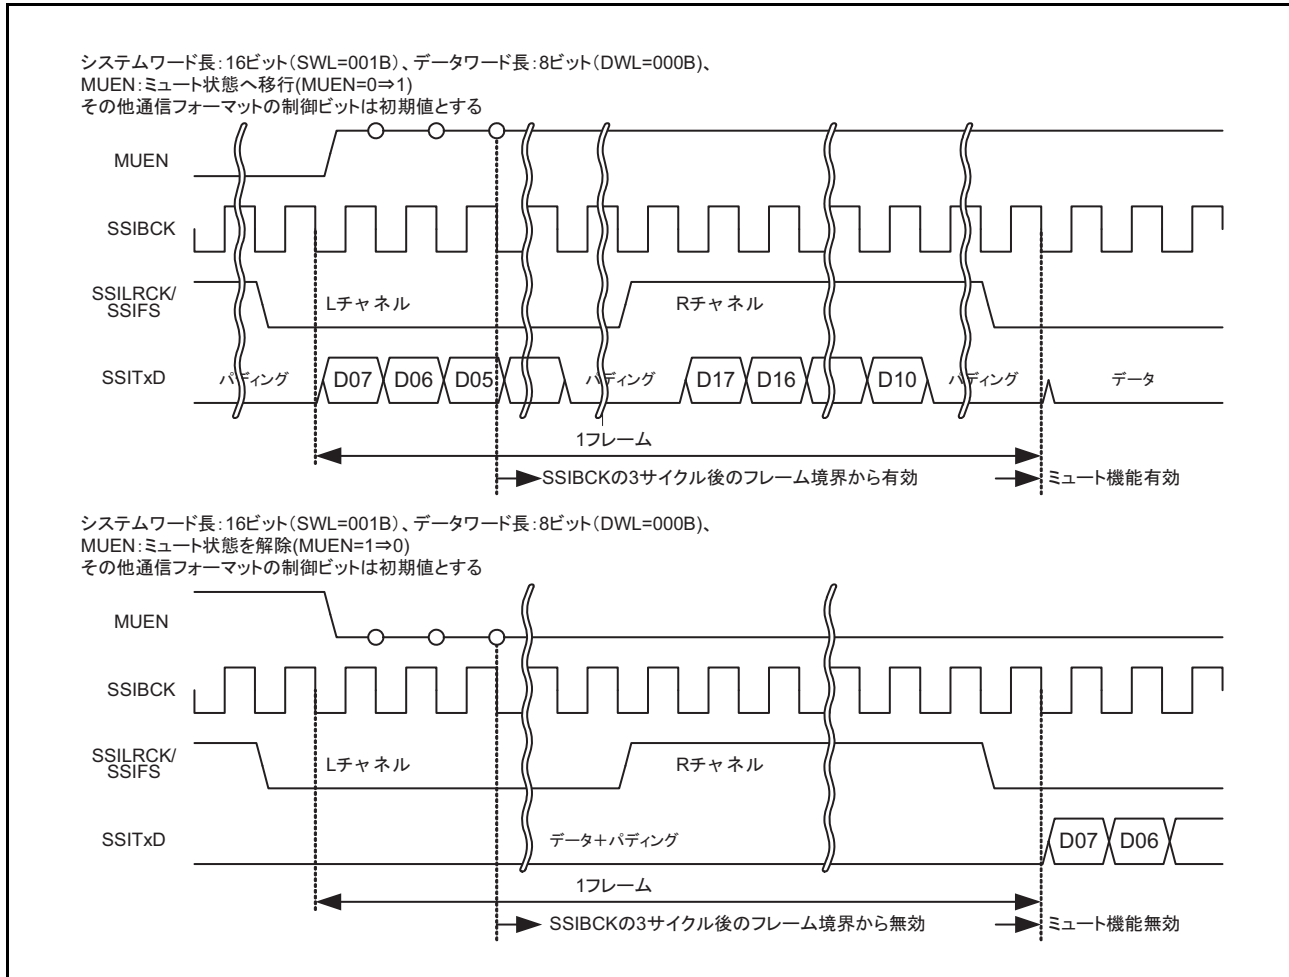 システムワード長:16ビット(SWL=001B)、データワード長:8ビット(DWL=000B)、
MUEN:ミュート状態へ移行(MUEN=0⇒1)
その他通信フォーマットの制御ビットは初期値とする
MUEN
SSIBCK
SSILRCK/
SSIFS
Lチャネル
Rチャネル
SSITxD
パディング
D07
D06
D05
パディング
D17
D16
D10
パディング
データ
1フレーム
SSIBCKの3サイクル後のフレーム境界から有効
ミュート機能有効
システムワード長:16ビット(SWL=001B)、データワード長:8ビット(DWL=000B)、
MUEN:ミュート状態を解除(MUEN=1⇒0)
その他通信フォーマットの制御ビットは初期値とする
MUEN
SSIBCK
SSILRCK/
SSIFS
Lチャネル
Rチャネル
SSITxD
データ+パディング
D07
D06
1フレーム
SSIBCKの3サイクル後のフレーム境界から無効
ミュート機能無効